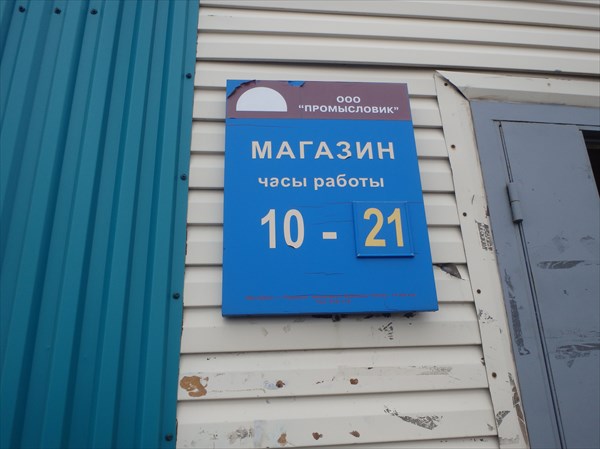 ООО
"ПРОМЫСЛОВИК"
МАГАЗИН
часы работы
10 - 21